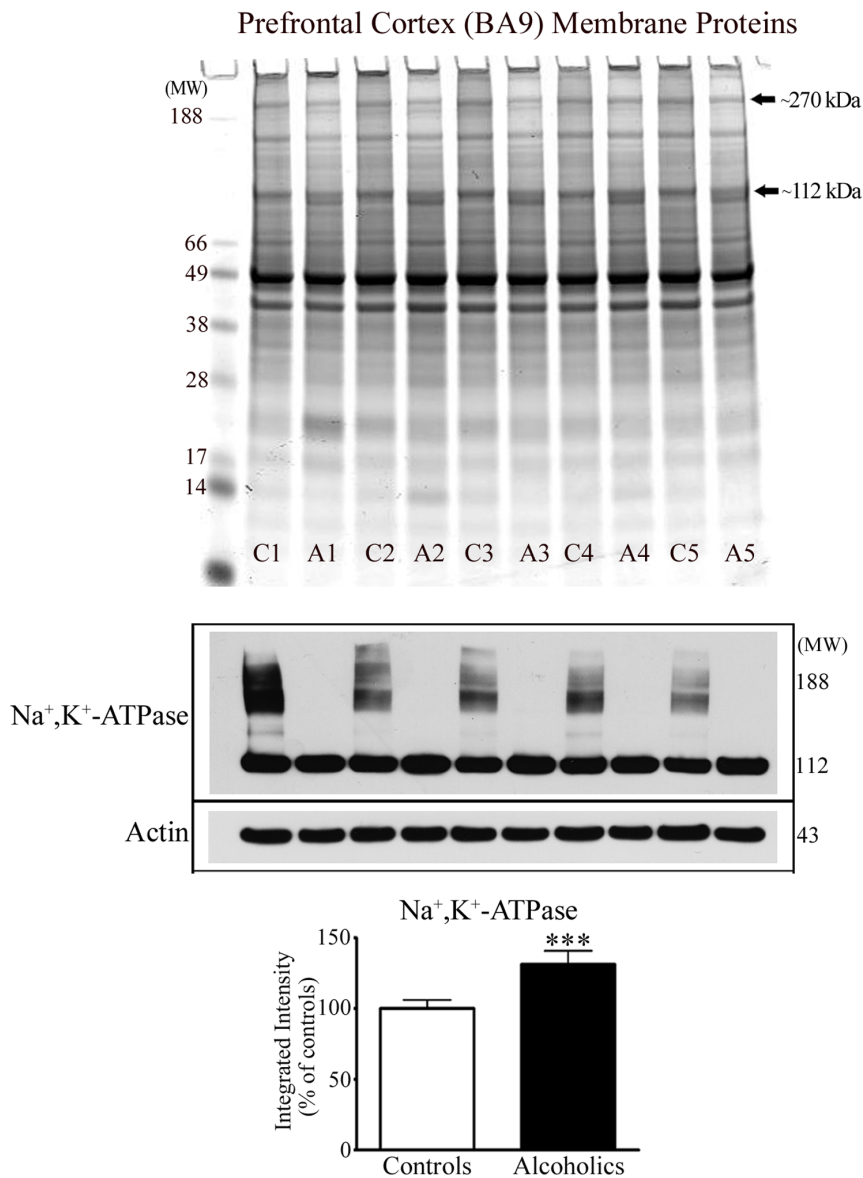 Prefrontal Cortex (BA9) Membrane Proteins
(MW)
~270 kDa
188
~112 kDa
66
49
38
28
17
14
C1 A1 C2 A2 C3 A3 C4 A4 C5 A5
(MW)
188
Na⁺,K⁺-ATPase
112
Actin
43
Na⁺,K⁺-ATPase
***
Integrated Intensity
(% of controls)
150
100
50
0
Controls Alcoholics